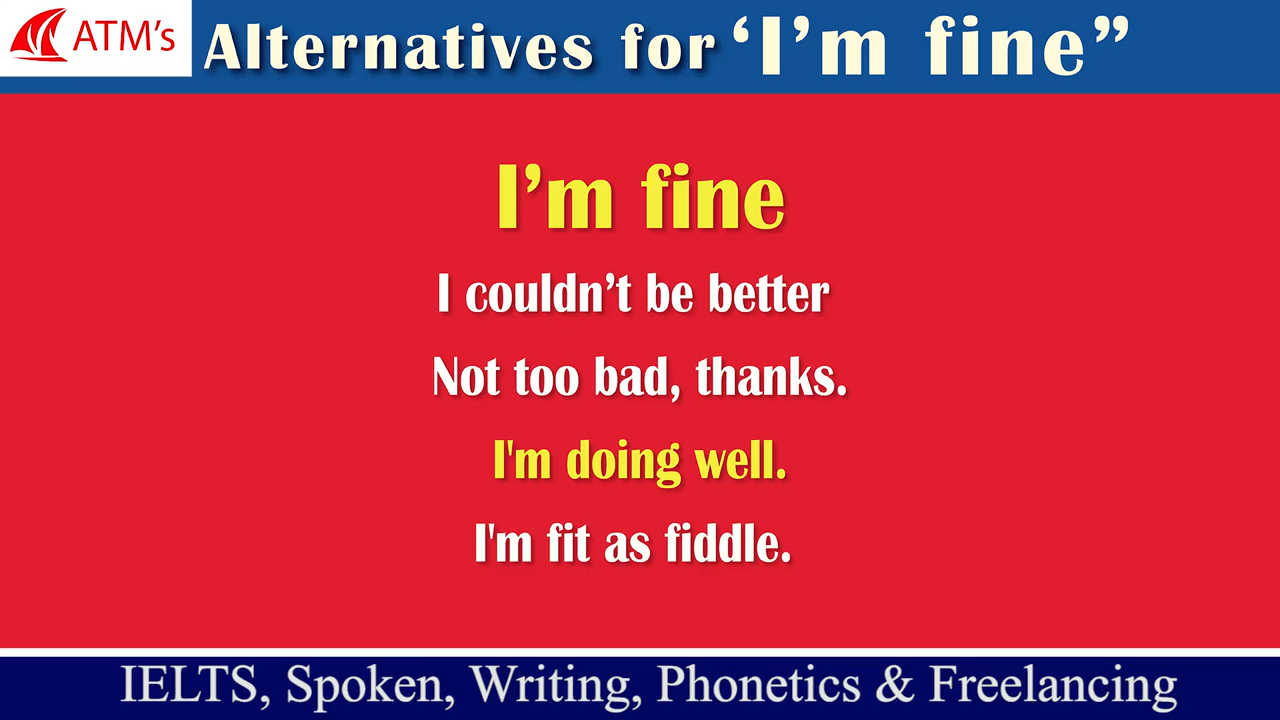 ATM's
Alternatives for ‘I’m fine”
I’m fine
I couldn’t be better
Not too bad, thanks.
I'm doing well.
I'm fit as fiddle.
IELTS, Spoken, Writing, Phonetics & Freelancing